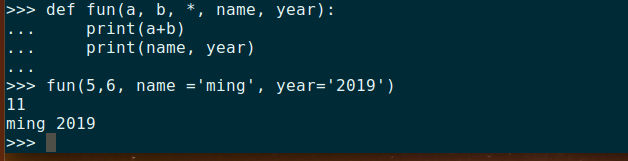 >>> def fun(a, b, *, name, year):
...     print(a+b)
...     print(name, year)
...
>>> fun(5,6, name ='ming', year='2019')
11
ming 2019
>>>